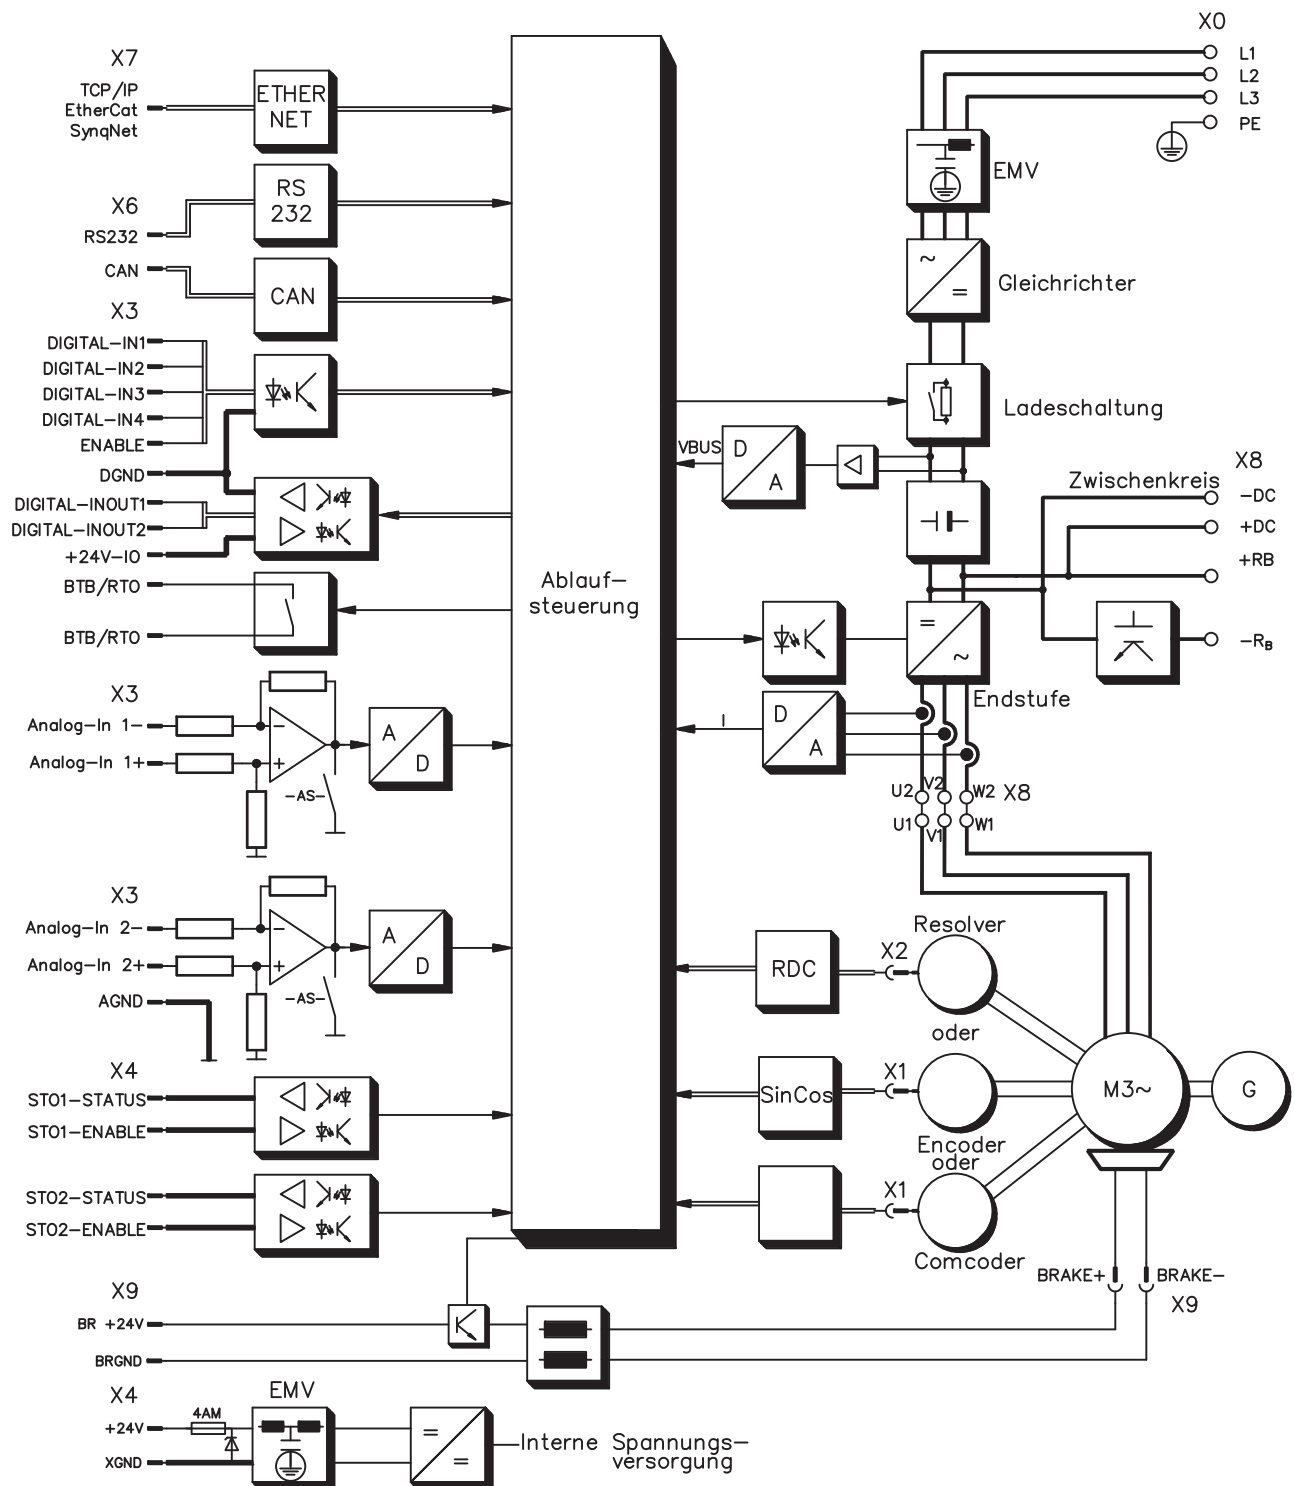 X7
TCP/IP
EtherCat
SynqNet
ETHER
NET
X6
RS232
RS
232
CAN
CAN
X3
DIGITAL-IN1
DIGITAL-IN2
DIGITAL-IN3
DIGITAL-IN4
ENABLE
DGND
DIGITAL-INOUT1
DIGITAL-INOUT2
+24V-IO
BTB/RTO
BTB/RTO
X3
Analog-In 1-
Analog-In 1+
-
+
-AS-
A
D
X3
Analog-In 2-
Analog-In 2+
AGND
-
+
-AS-
A
D
X4
STO1-STATUS
STO1-ENABLE
STO2-STATUS
STO2-ENABLE
X9
BR +24V
BRGND
X4
+24V
XGND
4AM
EMV
=
=
Interne Spannungs-
versorgung
Ablauf-
steuerung
X0
L1
L2
L3
PE
EMV
~
=
Gleichrichter
Ladeschaltung
VBUS
D
A
Zwischenkreis
X8
-DC
+DC
+RB
-RB
=
~
Endstufe
I
D
A
U2
V2
W2
X8
U1
V1
W1
RDC
X2
Resolver
oder
SinCos
X1
Encoder
oder
X1
Comcoder
M3~
G
BRAKE+
BRAKE-
X9